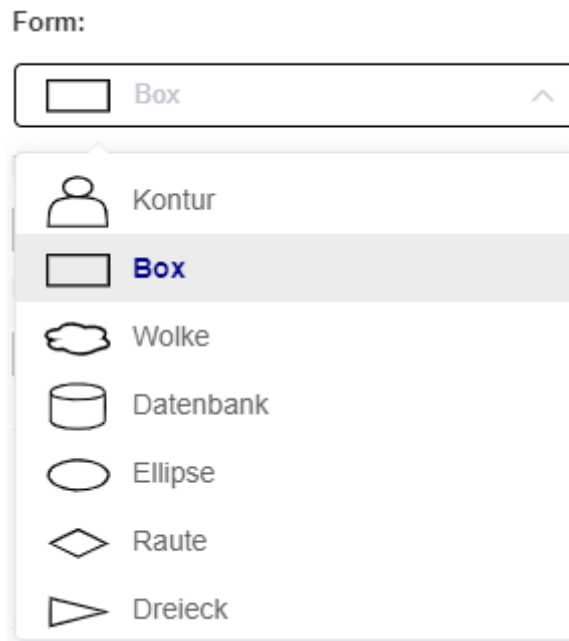 Form:
Box
Kontur
Box
Wolke
Datenbank
Ellipse
Raute
Dreieck